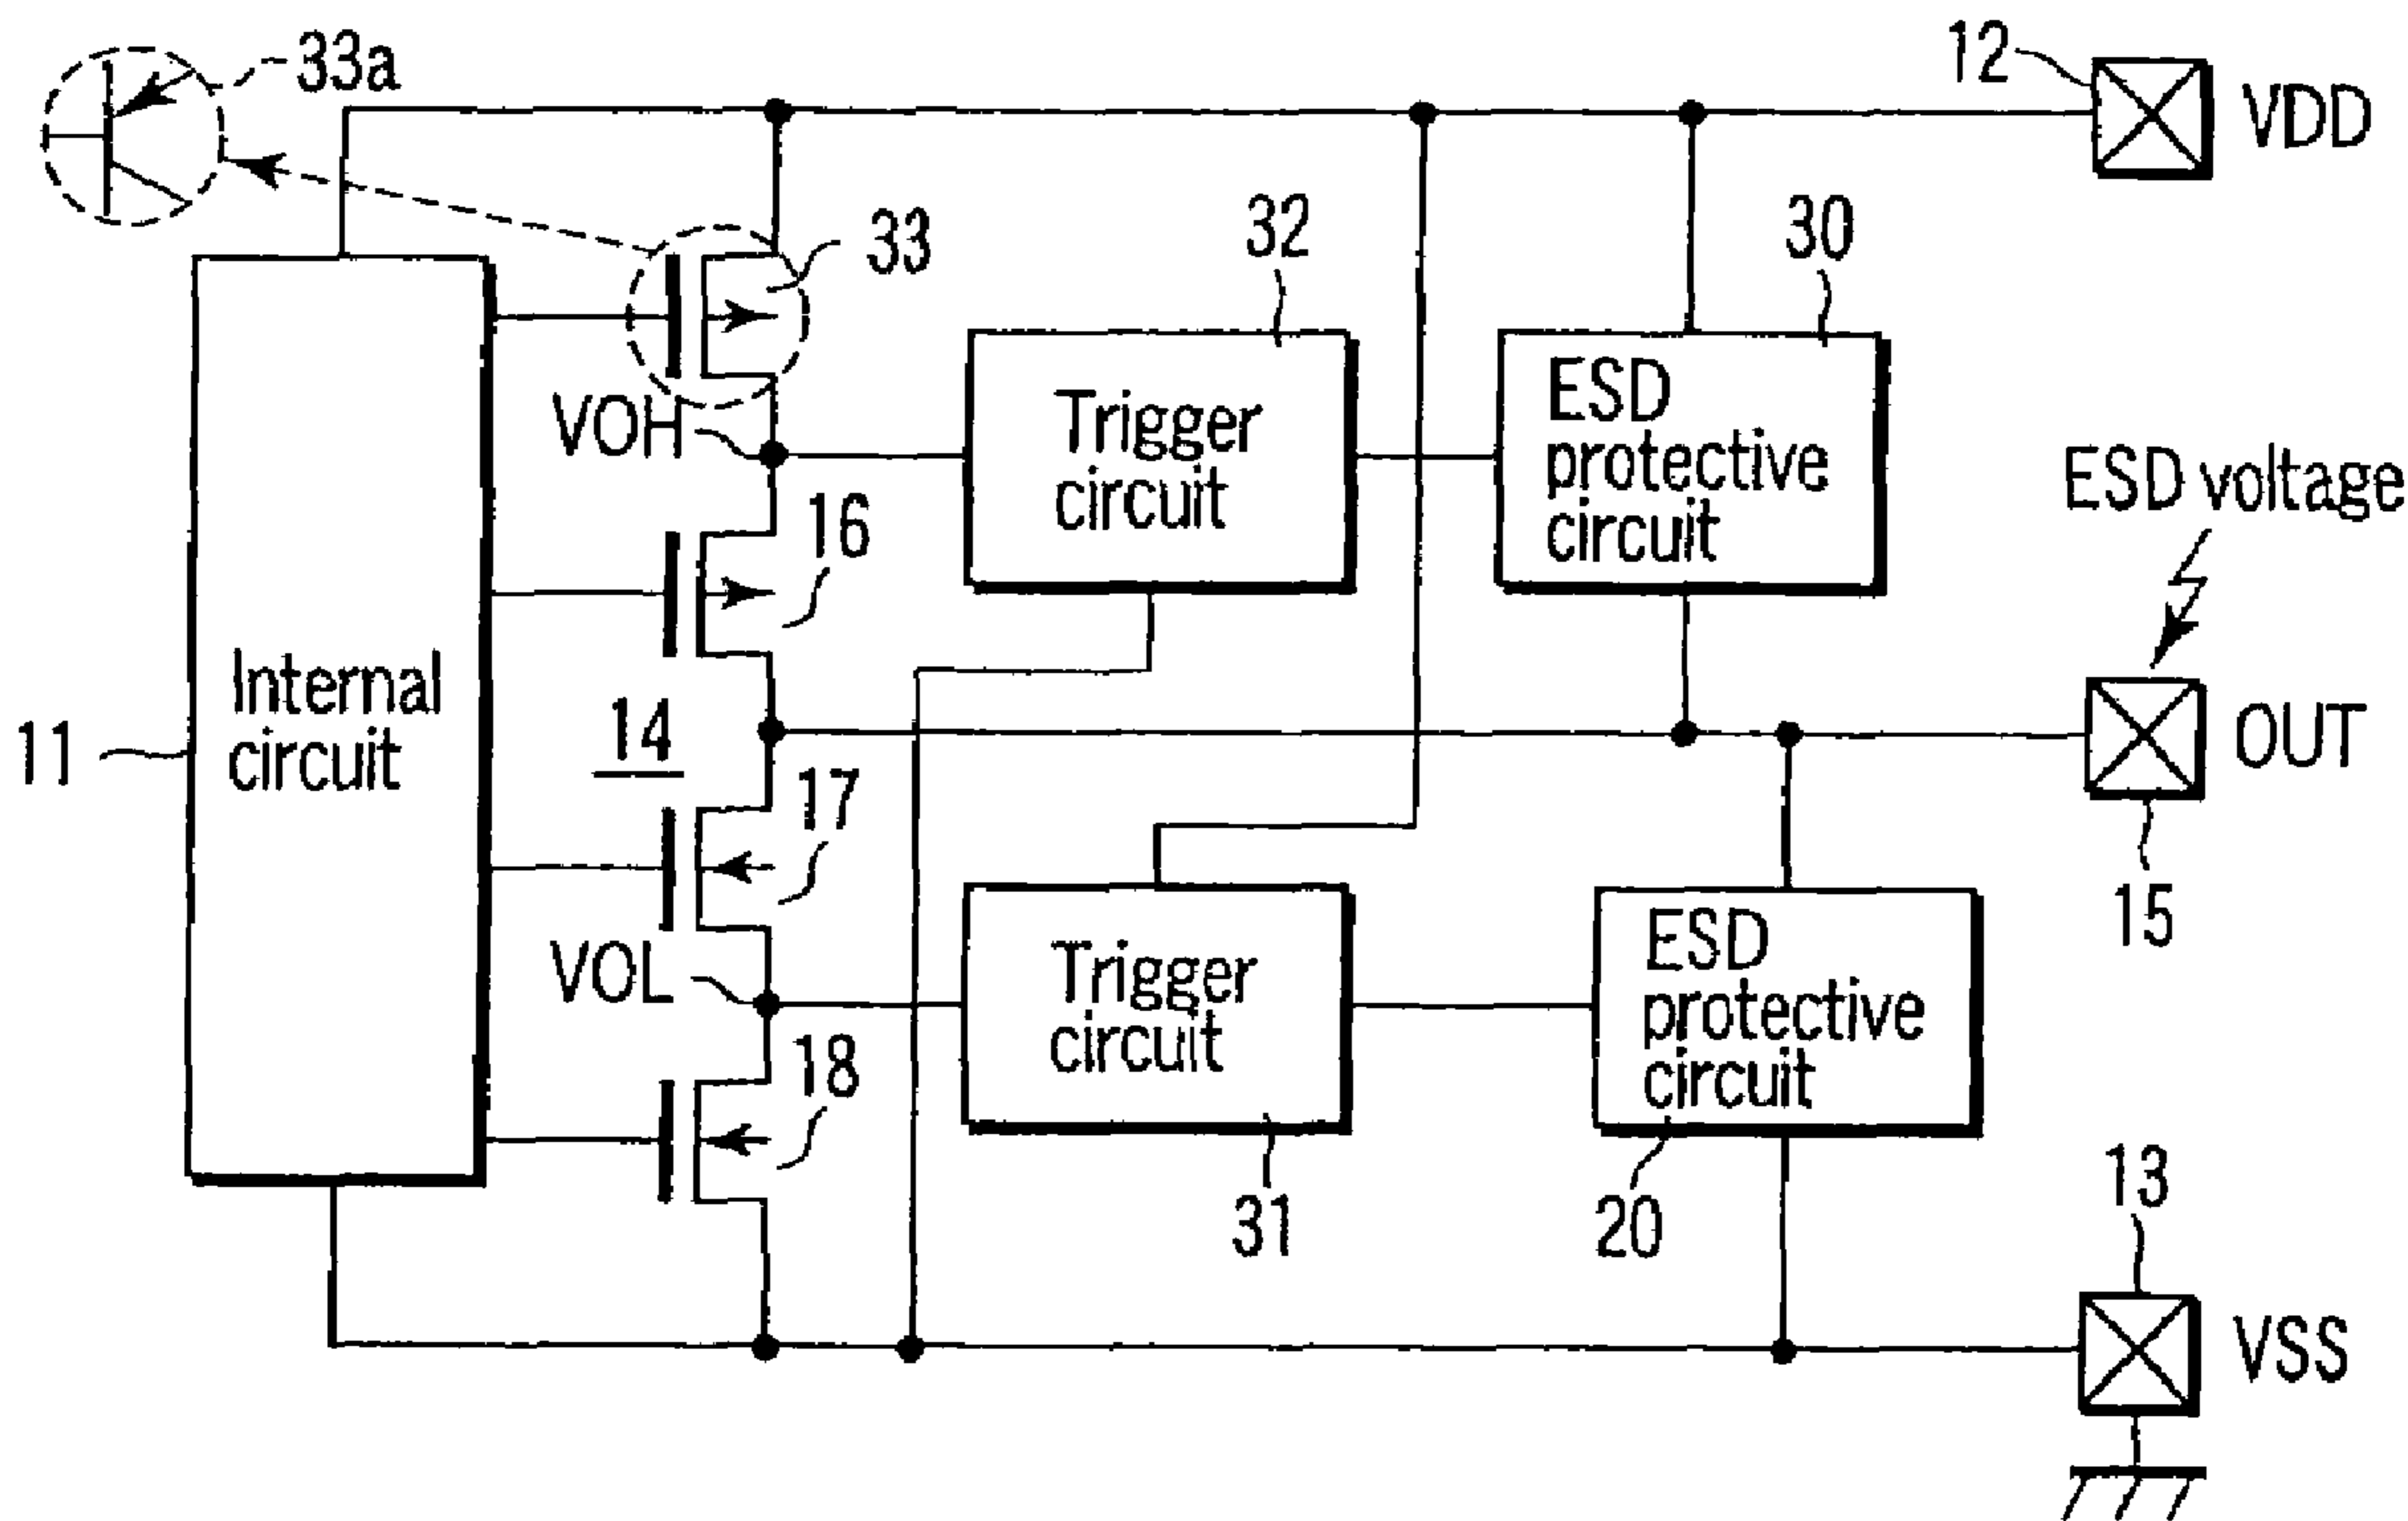 33a
12
VDD
33
32
30
VOH
Trigger
circuit
ESD
protective
circuit
ESD voltage
16
Internal
circuit
11
14
OUT
17
15
VOL
Trigger
circuit
ESD
protective
circuit
18
31
20
13
VSS